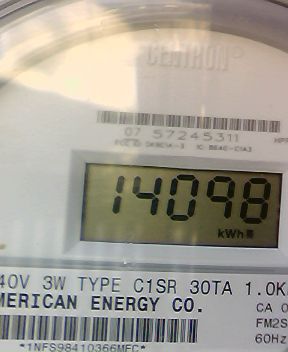 CENTRON®
07 57245311
14098
kWh
40V 3W TYPE C1SR 30TA 1.0K
MERICAN ENERGY CO.
CA 0
FM2S
60Hz
*1NFS98410366MFC*